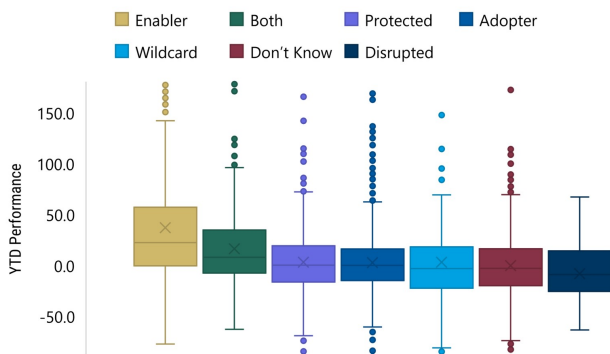 Enabler Both Protected Adopter
Wildcard Don't Know Disrupted
YTD Performance
150.0
100.0
50.0
0.0
-50.0